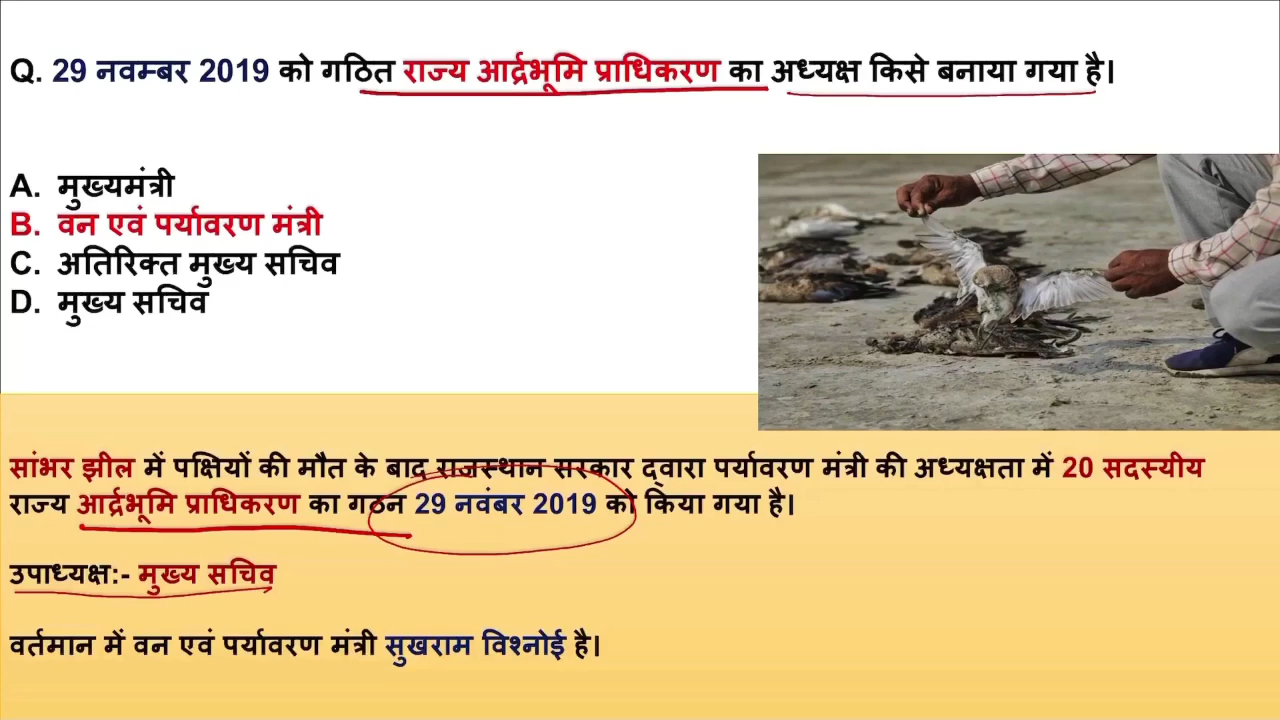 Q. 29 नवम्बर 2019 को गठित राज्य आर्द्रभूमि प्राधिकरण का अध्यक्ष किसे बनाया गया है।
A. मुख्यमंत्री
B. वन एवं पर्यावरण मंत्री
C. अतिरिक्त मुख्य सचिव
D. मुख्य सचिव
सांभर झील में पक्षियों की मौत के बाद राजस्थान सरकार द्वारा पर्यावरण मंत्री की अध्यक्षता में 20 सदस्यीय
राज्य आर्द्रभूमि प्राधिकरण का गठन 29 नवंबर 2019 को किया गया है।
उपाध्यक्ष:- मुख्य सचिव
वर्तमान में वन एवं पर्यावरण मंत्री सुखराम विश्नोई है।